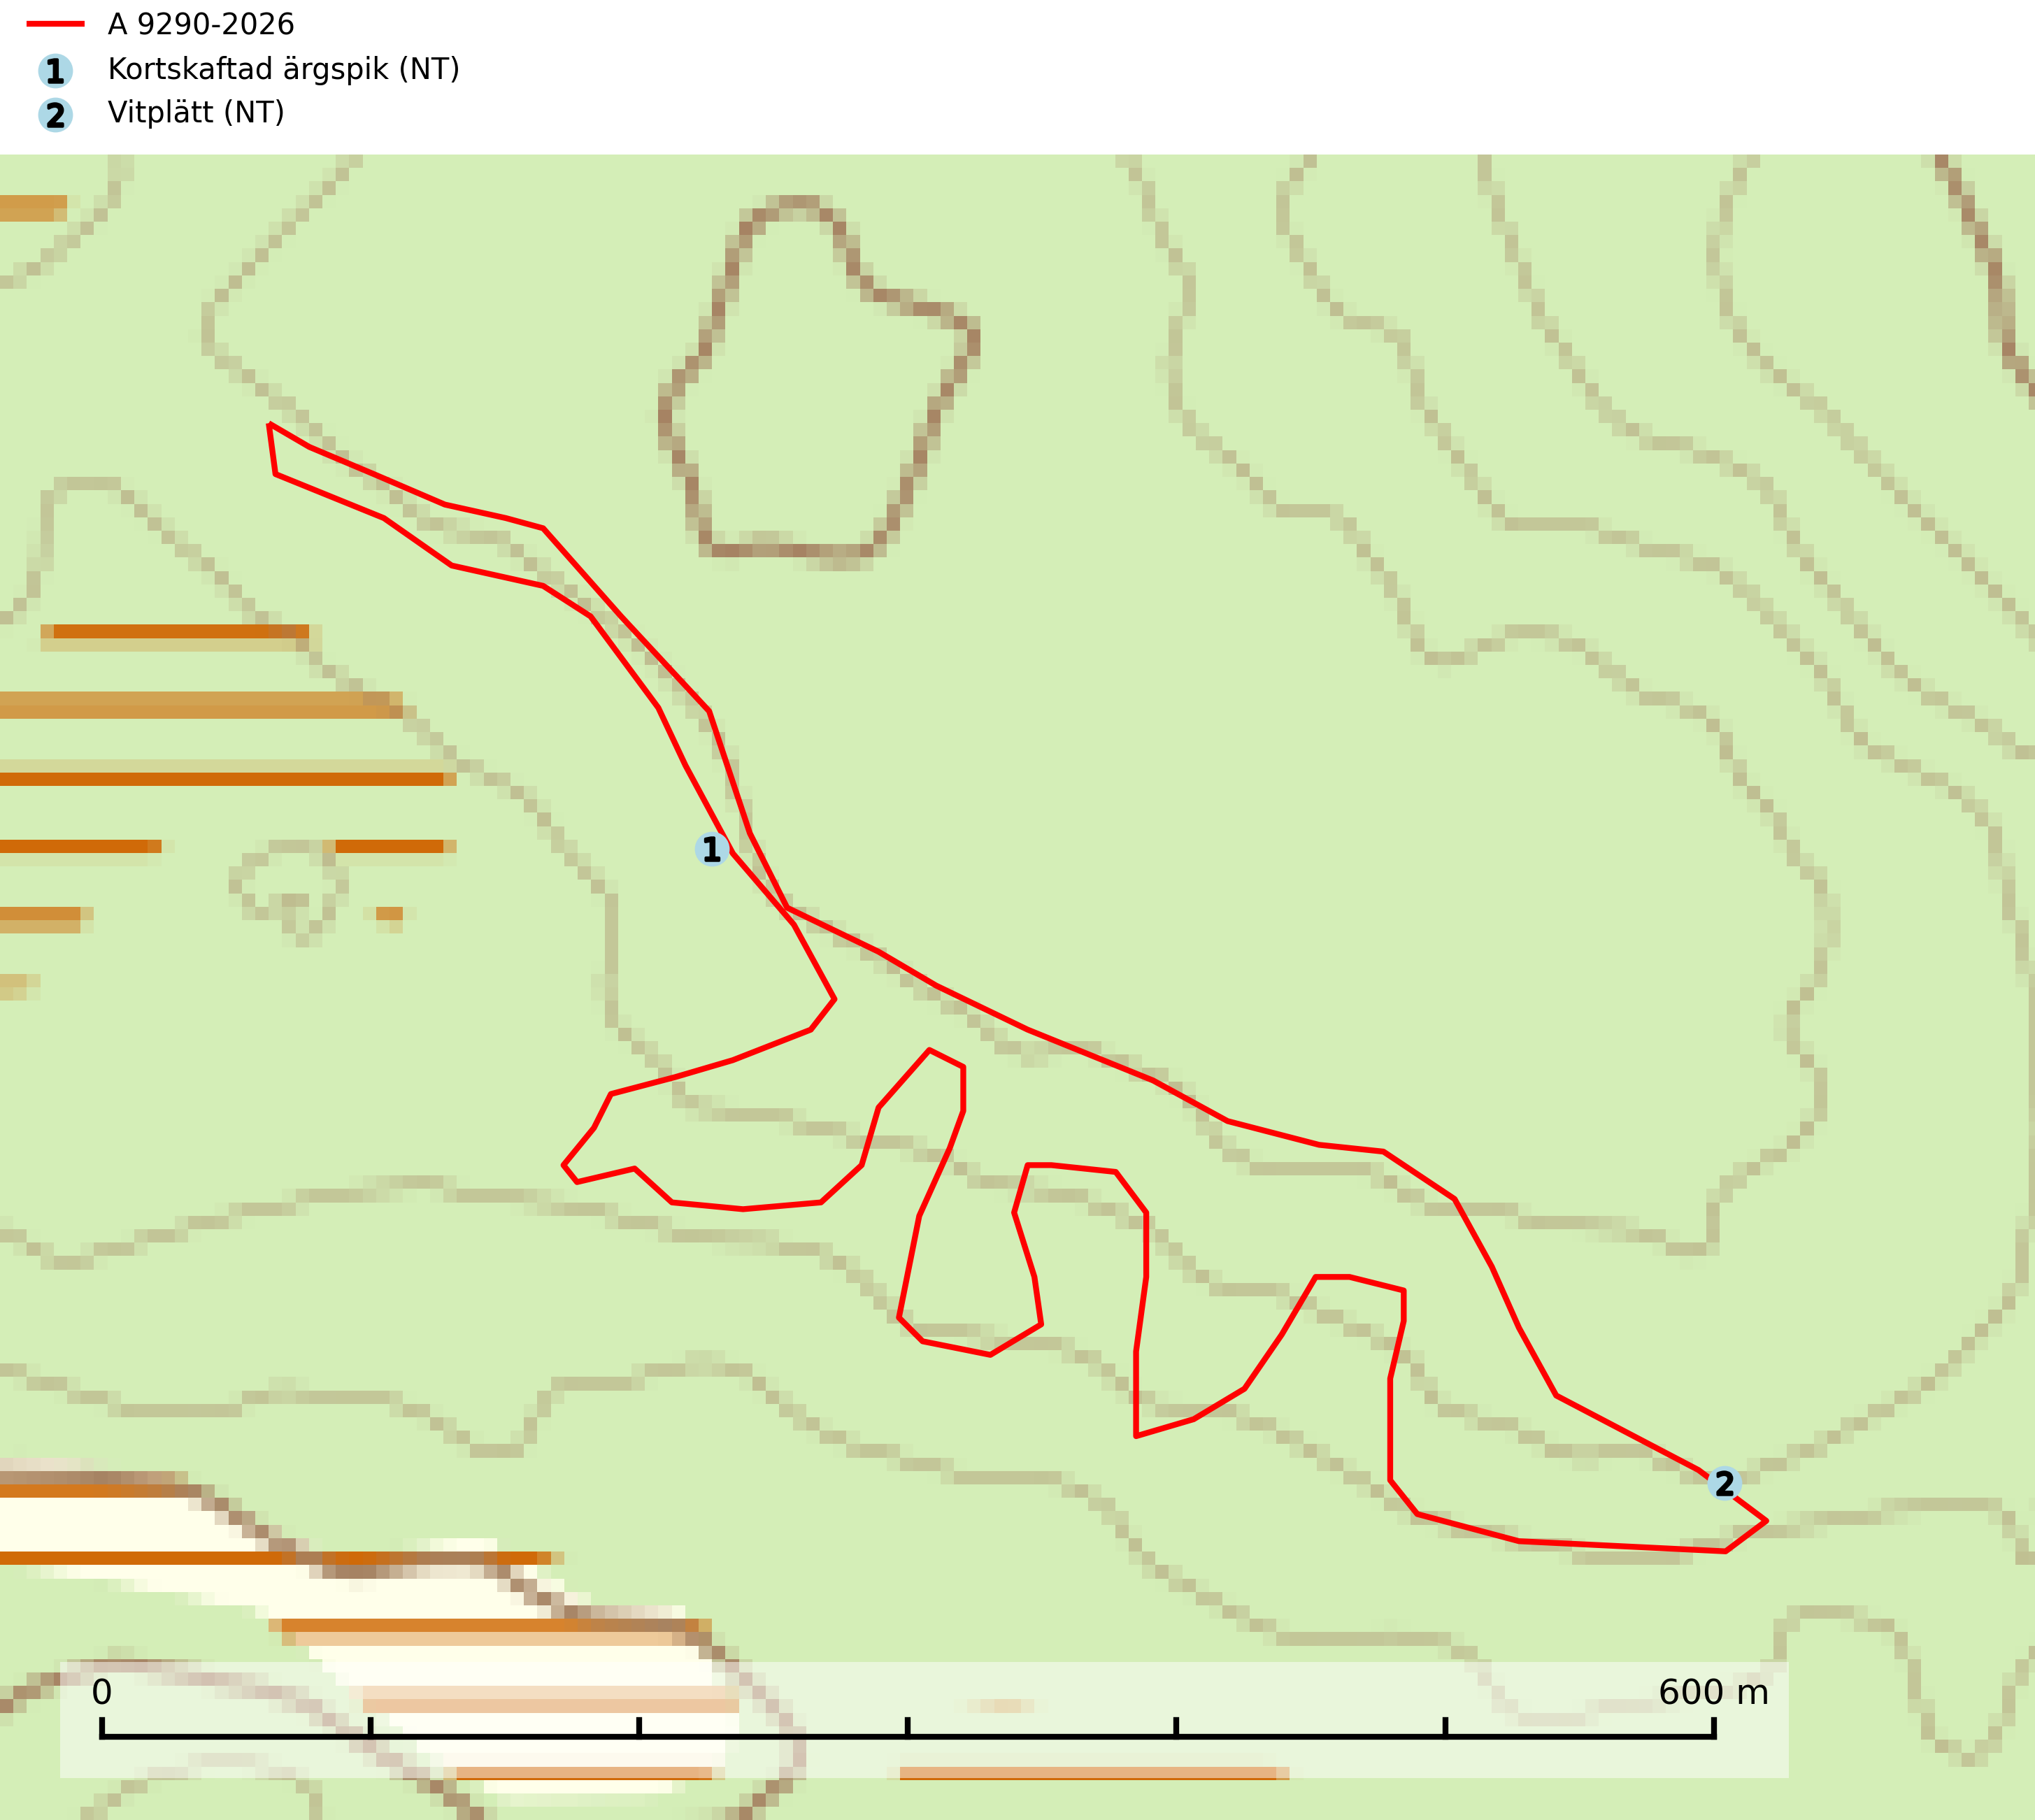 A 9290-2026
1 Kortskaftad ärgspik (NT)
2 Vitplätt (NT)
1
2
0 600 m